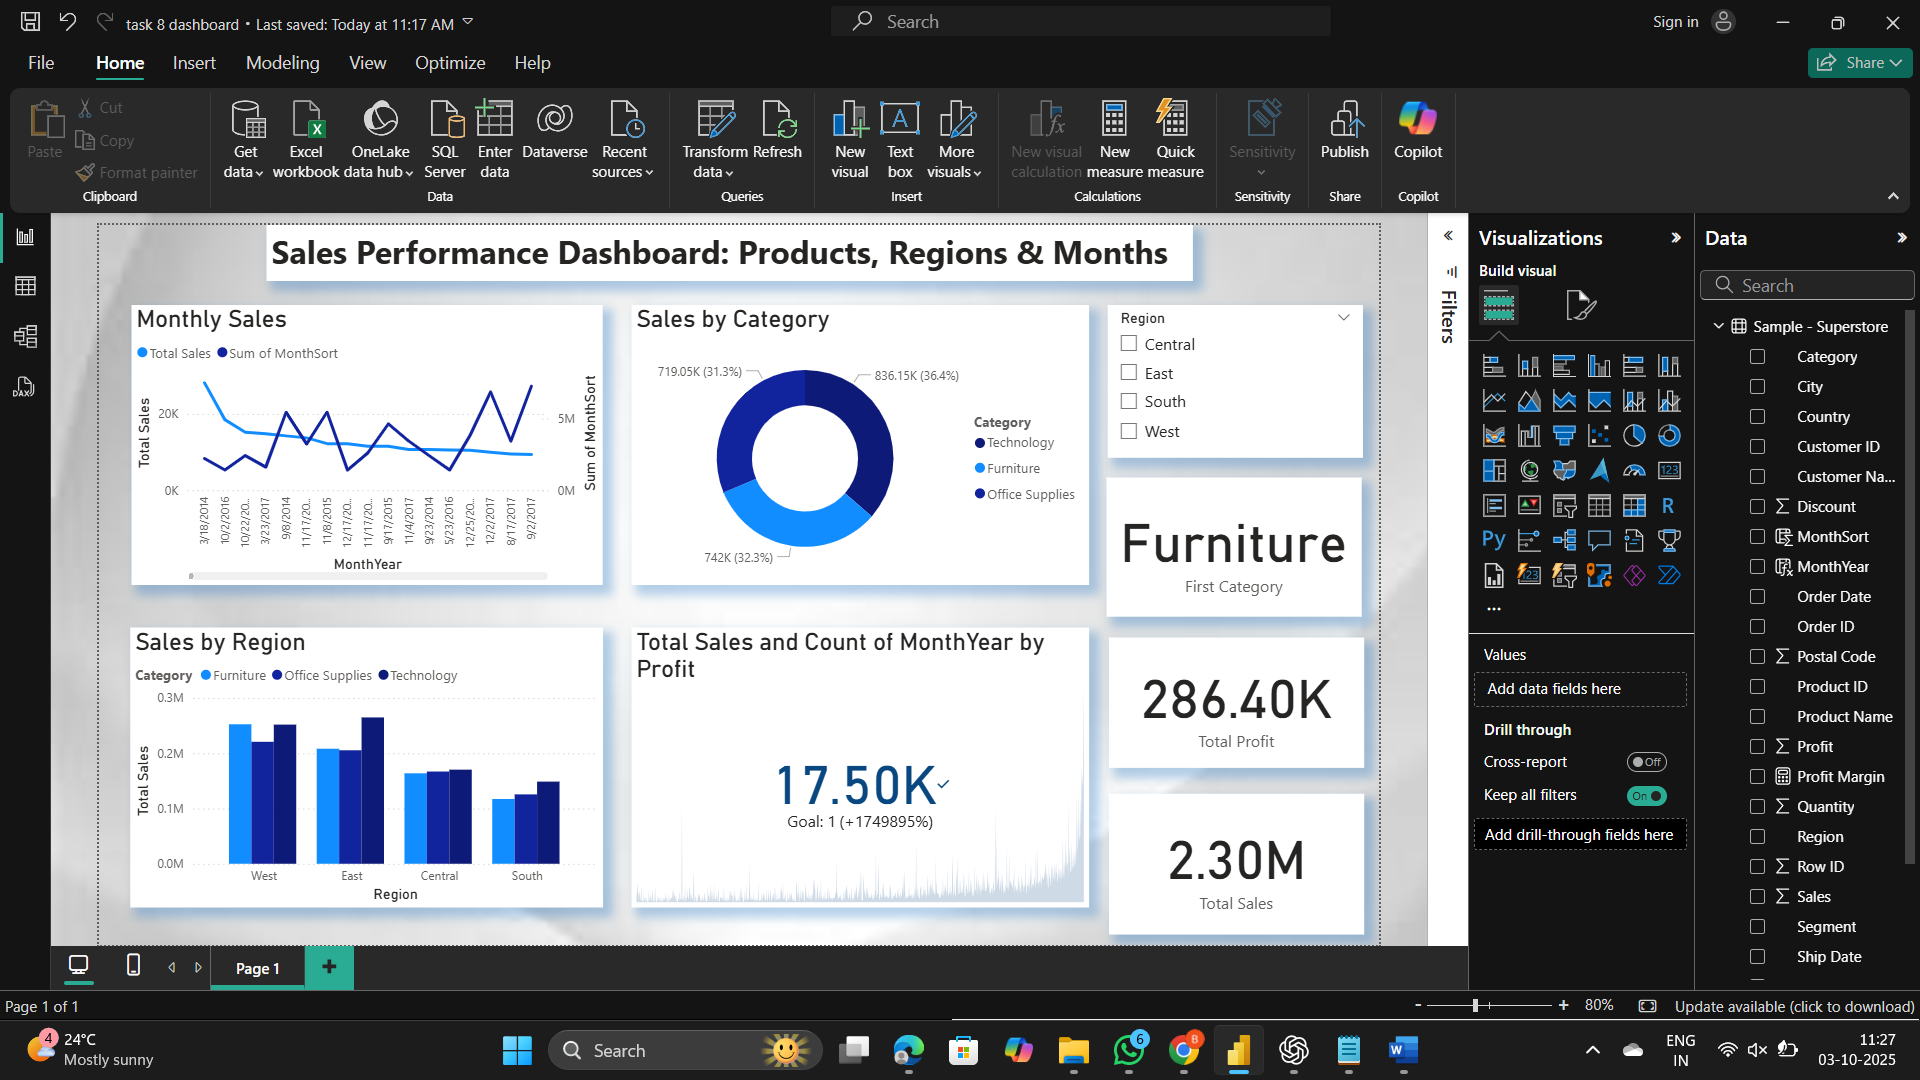 task 8 dashboard • Last saved: Today at 11:17 AM
Search
Sign in
File
Home
Insert
Modeling
View
Optimize
Help
Share
Paste
Cut
Copy
Format painter
Clipboard
Get data
Excel workbook
OneLake data hub
SQL Server
Enter data
Dataverse
Recent sources
Data
Transform data
Refresh
Queries
New visual
Text box
More visuals
Insert
New visual calculation
New measure
Quick measure
Calculations
Sensitivity
Sensitivity
Publish
Share
Copilot
Copilot
Sales Performance Dashboard: Products, Regions & Months
Monthly Sales
Total Sales
Sum of MonthSort
Total Sales
20K
0K
5M
0M
Sum of MonthSort
3/18/2014
10/2/2016
10/22/20...
3/23/2017
9/8/2014
11/17/20...
11/8/2015
12/17/20...
11/17/20...
9/17/2015
11/4/2017
9/23/2014
5/23/2016
12/25/20...
12/2/2017
8/17/2017
9/2/2017
MonthYear
Sales by Category
719.05K (31.3%)
836.15K (36.4%)
742K (32.3%)
Category
Technology
Furniture
Office Supplies
Region
Central
East
South
West
Furniture
First Category
Sales by Region
Category
Furniture
Office Supplies
Technology
Total Sales
0.3M
0.2M
0.1M
0.0M
West
East
Central
South
Region
Total Sales and Count of MonthYear by
Profit
17.50K
Goal: 1 (+1749895%)
286.40K
Total Profit
2.30M
Total Sales
Filters
Visualizations
Build visual
123
R
Py
123
Values
Add data fields here
Drill through
Cross-report
Off
Keep all filters
On
Add drill-through fields here
Data
Search
Sample - Superstore
Category
City
Country
Customer ID
Customer Na...
Discount
MonthSort
MonthYear
Order Date
Order ID
Postal Code
Product ID
Product Name
Profit
Profit Margin
Quantity
Region
Row ID
Sales
Segment
Ship Date
DAX
Page 1
Page 1 of 1
80%
Update available (click to download)
4
24°C
Mostly sunny
Search
6
B
ENG
IN
11:27
03-10-2025